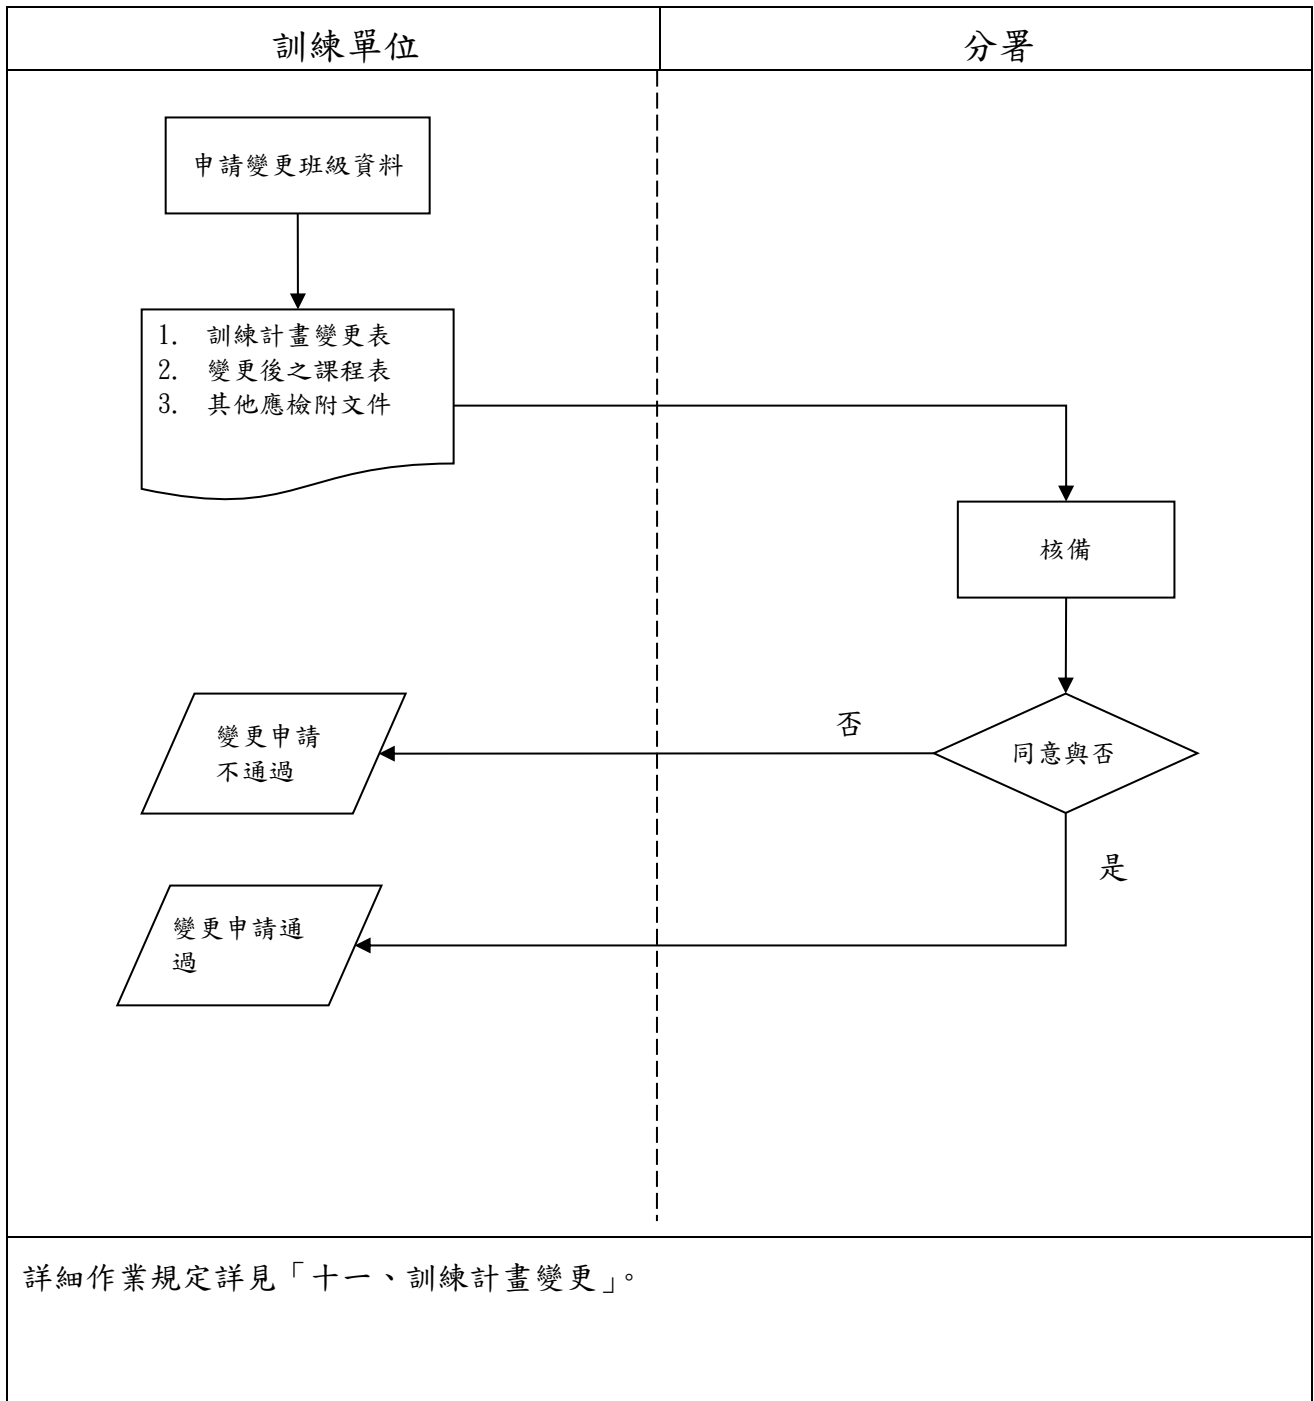 訓練單位
分署
申請變更班級資料
1. 訓練計畫變更表
2. 變更後之課程表
3. 其他應檢附文件
核備
同意與否
否
變更申請
不通過
是
變更申請通
過
詳細作業規定詳見「十一、訓練計畫變更」。